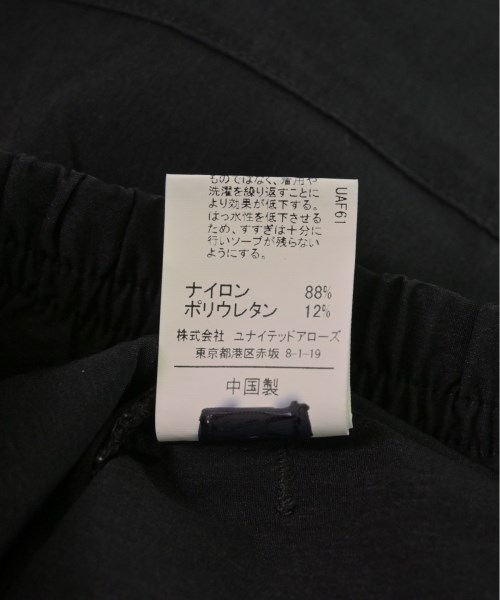 ものではなく、着用や
洗濯を繰り返すことに
より効果が低下する。
はっ水性を低下させる
ため、すすぎは十分に
行いソープが残らない
ようにする。
UAF61
ナイロン 88%
ポリウレタン 12%
株式会社 ユナイテッドアローズ
東京都港区赤坂 8-1-19
中国製